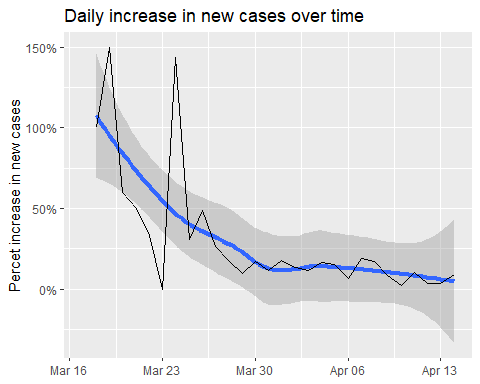 Daily increase in new cases over time
Percet increase in new cases
150%
100%
50%
0%
Mar 16 Mar 23 Mar 30 Apr 06 Apr 13